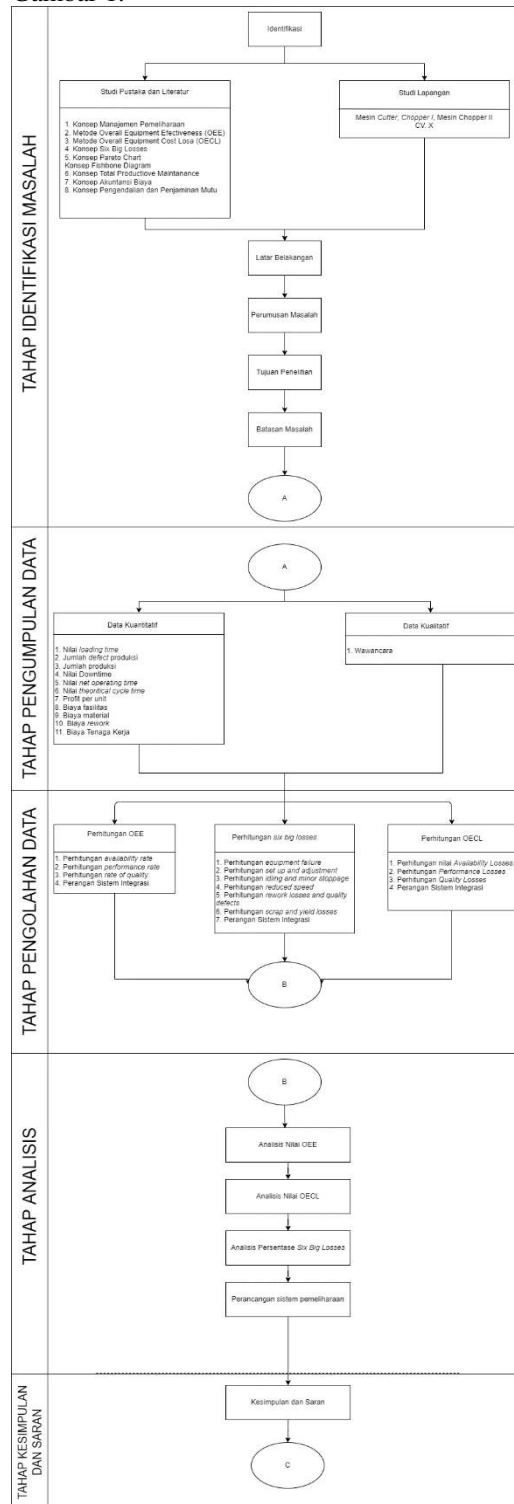 Gambar 1.
TAHAP IDENTIFIKASI MASALAH
Identifikasi
Studi Pustaka dan Literatur
1. Konsep Manajemen Pemeliharaan
2. Metode Overall Equipment Efectiveness (OEE)
3. Metode Overall Equipment Cost Loss (OECL)
4. Konsep Six Big Losses
5. Konsep Pareto Chart
Konsep Fishbone Diagram
6. Konsep Total Productiove Maintanance
7. Konsep Akuntansi Biaya
8. Konsep Pengendalian dan Penjaminan Mutu
Studi Lapangan
Mesin Cutter, Chopper I, Mesin Chopper II
CV. X
Latar Belakangan
Perumusan Masalah
Tujuan Penelitian
Batasan Masalah
A
TAHAP PENGUMPULAN DATA
A
Data Kuantitatif
1. Nilai loading time
2. Jumlah defect produksi
3. Jumlah produksi
4. Nilai Downtime
5. Nilai net operating time
6. Nilai theoritical cycle time
7. Profit per unit
8. Biaya fasilitas
9. Biaya material
10. Biaya rework
11. Biaya Tenaga Kerja
Data Kualitatif
1. Wawancara
TAHAP PENGOLAHAN DATA
Perhitungan OEE
1. Perhitungan availability rate
2. Perhitungan performance rate
3. Perhitungan rate of quality
4. Perangan Sistem Integrasi
Perhitungan six big losses
1. Perhitungan equipment failure
2. Perhitungan set up and adjustment
3. Perhitungan idling and minor stoppage
4. Perhitungan reduced speed
5. Perhitungan rework losses and quality
defects
6. Perhitungan scrap and yield losses
7. Perangan Sistem Integrasi
Perhitungan OECL
1. Perhitungan nilai Availability Losses
2. Perhitungan Performance Losses
3. Perhitungan Quality Losses
4 Perangan Sistem Integrasi
B
TAHAP ANALISIS
B
Analisis Nilai OEE
Analisis Nilai OECL
Analisis Persentase Six Big Losses
Perancangan sistem pemeliharaan
TAHAP KESIMPULAN
DAN SARAN
Kesimpulan dan Saran
C